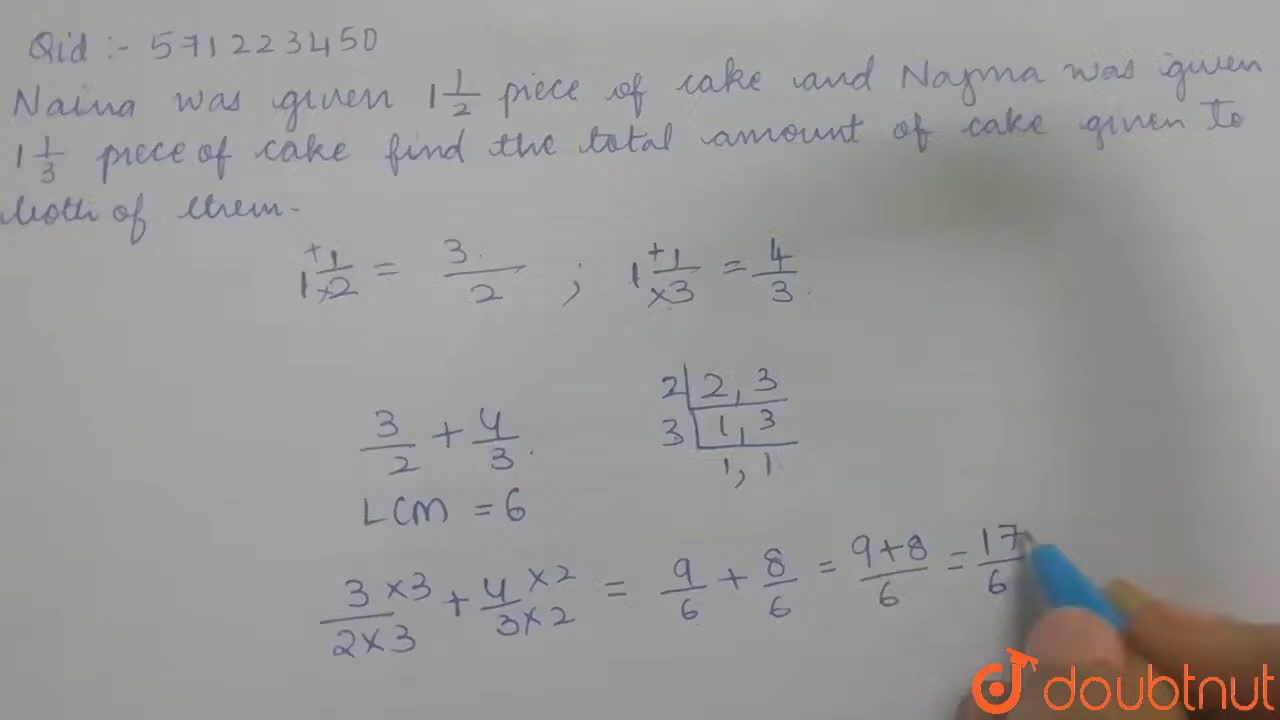 Qid :- 571223450
Naina was given 1 1/2 piece of cake and Najma was given
1 1/3 piece of cake find the total amount of cake given to
both of them.
1 +1/×2 = 3/2 ; 1 +1/×3 = 4/3
2 | 2, 3
3/2 + 4/3
3 | 1, 3
1, 1
LCM = 6
3×3/2×3 + 4×2/3×2 = 9/6 + 8/6 = 9+8/6 = 17/6
doubtnut